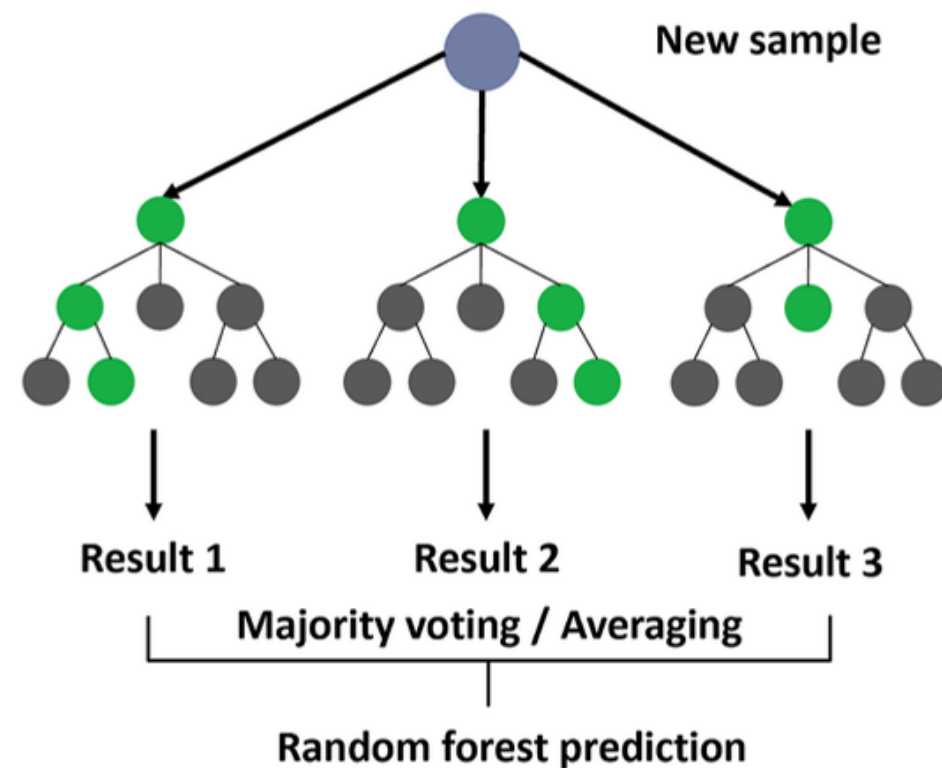 New sample
Result 1
Result 2
Result 3
Majority voting / Averaging
Random forest prediction